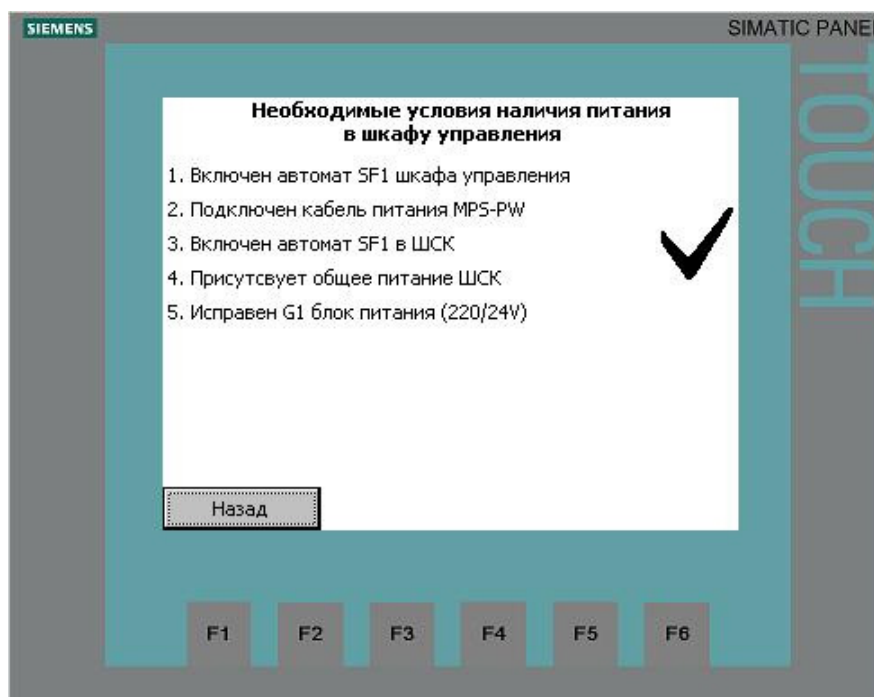 SIEMENS
SIMATIC PANEL
TOUCH
Необходимые условия наличия питания
в шкафу управления
1. Включен автомат SF1 шкафа управления
2. Подключен кабель питания MPS-PW
3. Включен автомат SF1 в ШСК
4. Присутсвует общее питание ШСК
5. Исправен G1 блок питания (220/24V)
Назад
F1 F2 F3 F4 F5 F6